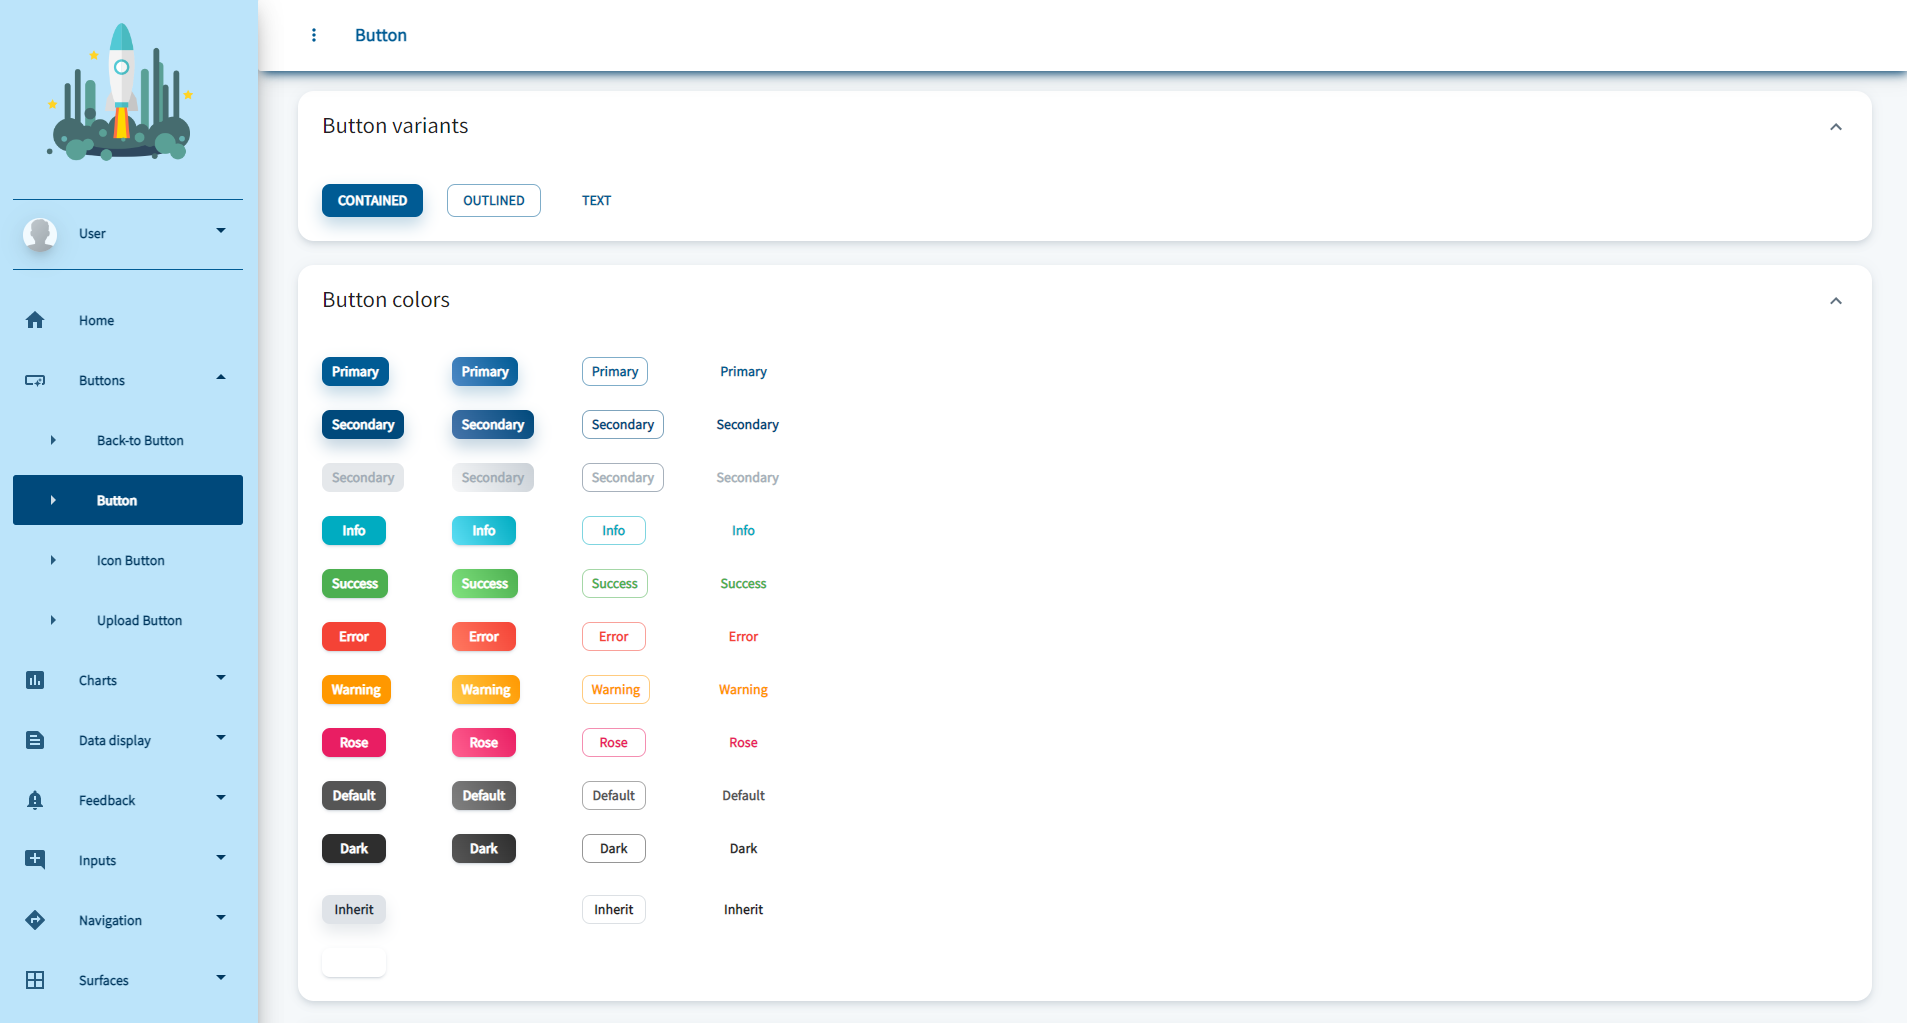 Button
User
Home
Buttons
Back-to Button
Button
Icon Button
Upload Button
Charts
Data display
Feedback
Inputs
Navigation
Surfaces
Button variants
CONTAINED OUTLINED TEXT
Button colors
Primary Primary Primary Primary
Secondary Secondary Secondary Secondary
Secondary Secondary Secondary Secondary
Info Info Info Info
Success Success Success Success
Error Error Error Error
Warning Warning Warning Warning
Rose Rose Rose Rose
Default Default Default Default
Dark Dark Dark Dark
Inherit Inherit Inherit